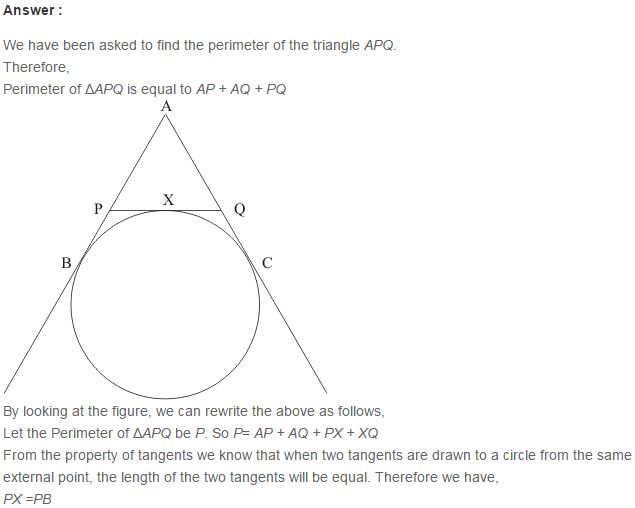 Answer :
We have been asked to find the perimeter of the triangle APQ.
Therefore,
Perimeter of ΔAPQ is equal to AP + AQ + PQ
A
P
X
Q
B
C
By looking at the figure, we can rewrite the above as follows,
Let the Perimeter of ΔAPQ be P. So P= AP + AQ + PX + XQ
From the property of tangents we know that when two tangents are drawn to a circle from the same
external point, the length of the two tangents will be equal. Therefore we have,
PX =PB